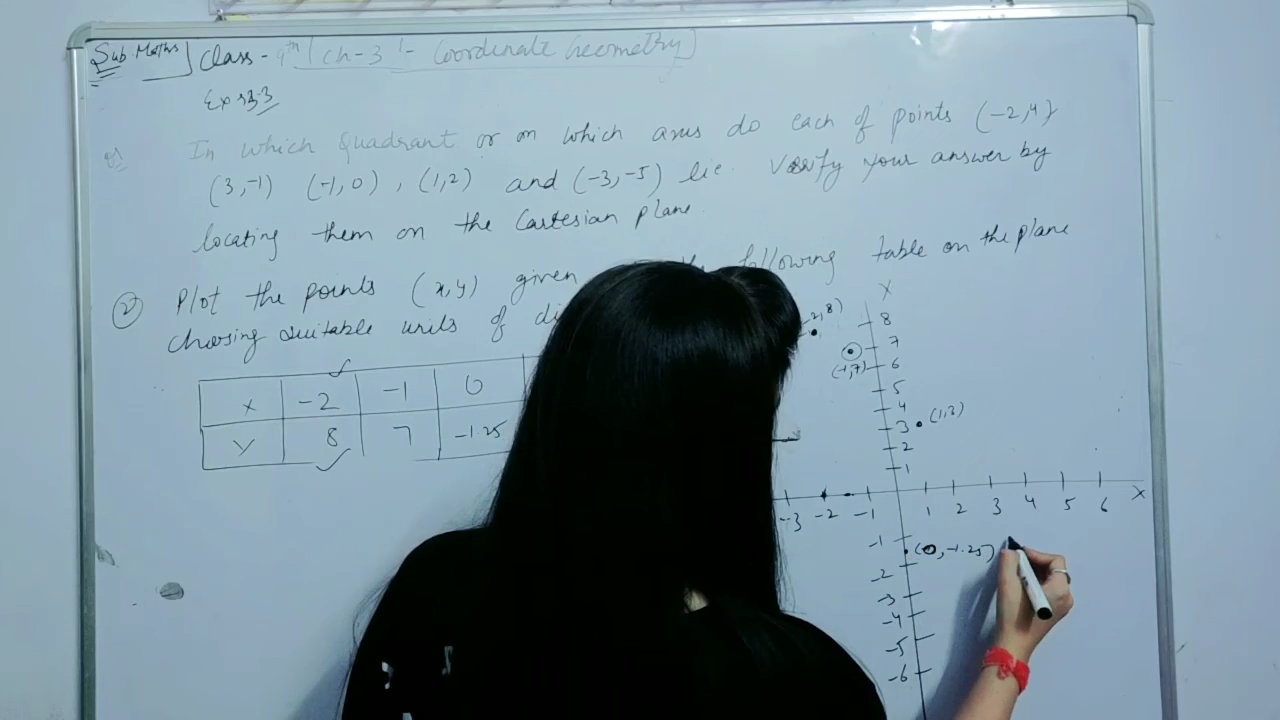 Sub Maths Class - 9th ch-3 :- Coordinate Geometry
Ex 3.3
In which quadrant or on which axis do each of points (-2,4)
(3,-1) (-1,0), (1,2) and (-3,-5) lie. Verify your answer by
locating them on the Cartesian plane.
② Plot the points (x,y) given following table on the plane
choosing suitable units of di
x -2 -1 0
y 8 7 -1.25
X
-2,8)
8
7
(-1,7)
6
5
4
3 (1,3)
2
1
-3 -2 -1 1 2 3 4 5 6 X
-1
(0,-1.25)
-2
-3
-4
-5
-6